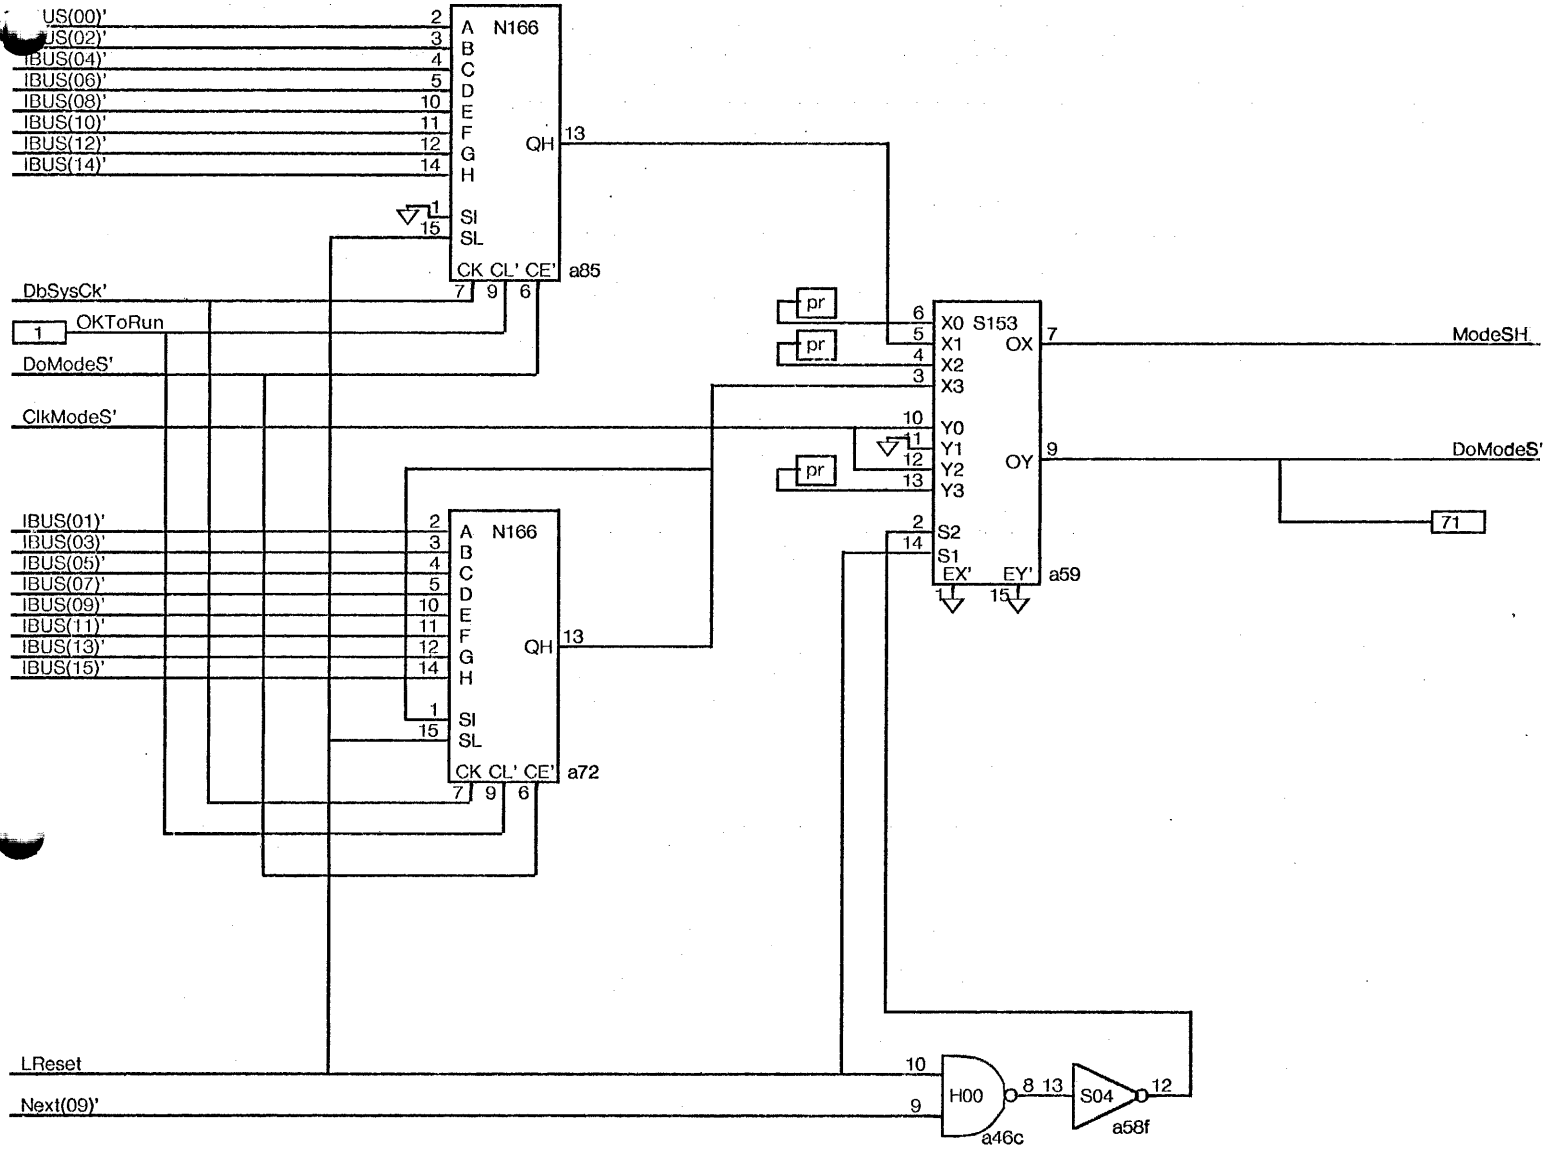 US(00)' 2 A N166
US(02)' 3 B
IBUS(04)' 4 C
IBUS(06)' 5 D
IBUS(08)' 10 E
IBUS(10)' 11 F
IBUS(12)' 12 G QH 13
IBUS(14)' 14 H
1 SI
15 SL
CK CL' CE' a85
7 9 6
DbSysCk'
1 OKToRun
DoModeS'
ClkModeS'
pr
pr
pr
6 X0 S153
5 X1 OX 7 ModeSH
4 X2
3 X3
10 Y0
11 Y1
12 Y2 OY 9 DoModeS'
13 Y3
71
2 S2
14 S1
EX' EY' a59
1 15
IBUS(01)' 2 A N166
IBUS(03)' 3 B
IBUS(05)' 4 C
IBUS(07)' 5 D
IBUS(09)' 10 E
IBUS(11)' 11 F
IBUS(13)' 12 G QH 13
IBUS(15)' 14 H
1 SI
15 SL
CK CL' CE' a72
7 9 6
LReset 10
Next(09)' 9
H00 8 13 S04 12
a46c a58f